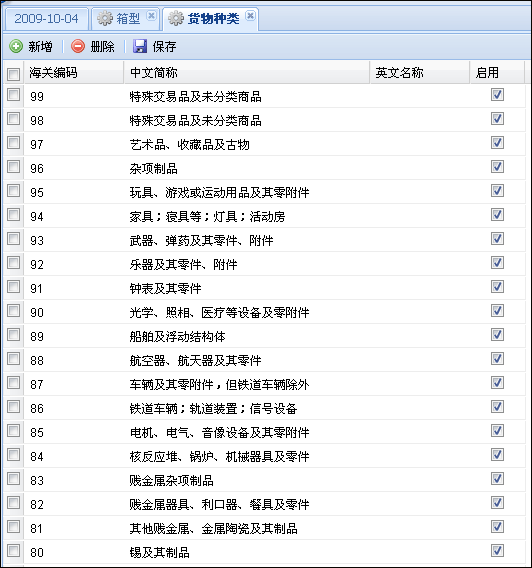 2009-10-04 箱型 货物种类
新增 删除 保存
海关编码 中文简称 英文名称 启用
99 特殊交易品及未分类商品
98 特殊交易品及未分类商品
97 艺术品、收藏品及古物
96 杂项制品
95 玩具、游戏或运动用品及其零附件
94 家具；寝具等；灯具；活动房
93 武器、弹药及其零件、附件
92 乐器及其零件、附件
91 钟表及其零件
90 光学、照相、医疗等设备及零附件
89 船舶及浮动结构体
88 航空器、航天器及其零件
87 车辆及其零附件，但铁道车辆除外
86 铁道车辆；轨道装置；信号设备
85 电机、电气、音像设备及其零附件
84 核反应堆、锅炉、机械器具及零件
83 贱金属杂项制品
82 贱金属器具、利口器、餐具及零件
81 其他贱金属、金属陶瓷及其制品
80 锡及其制品